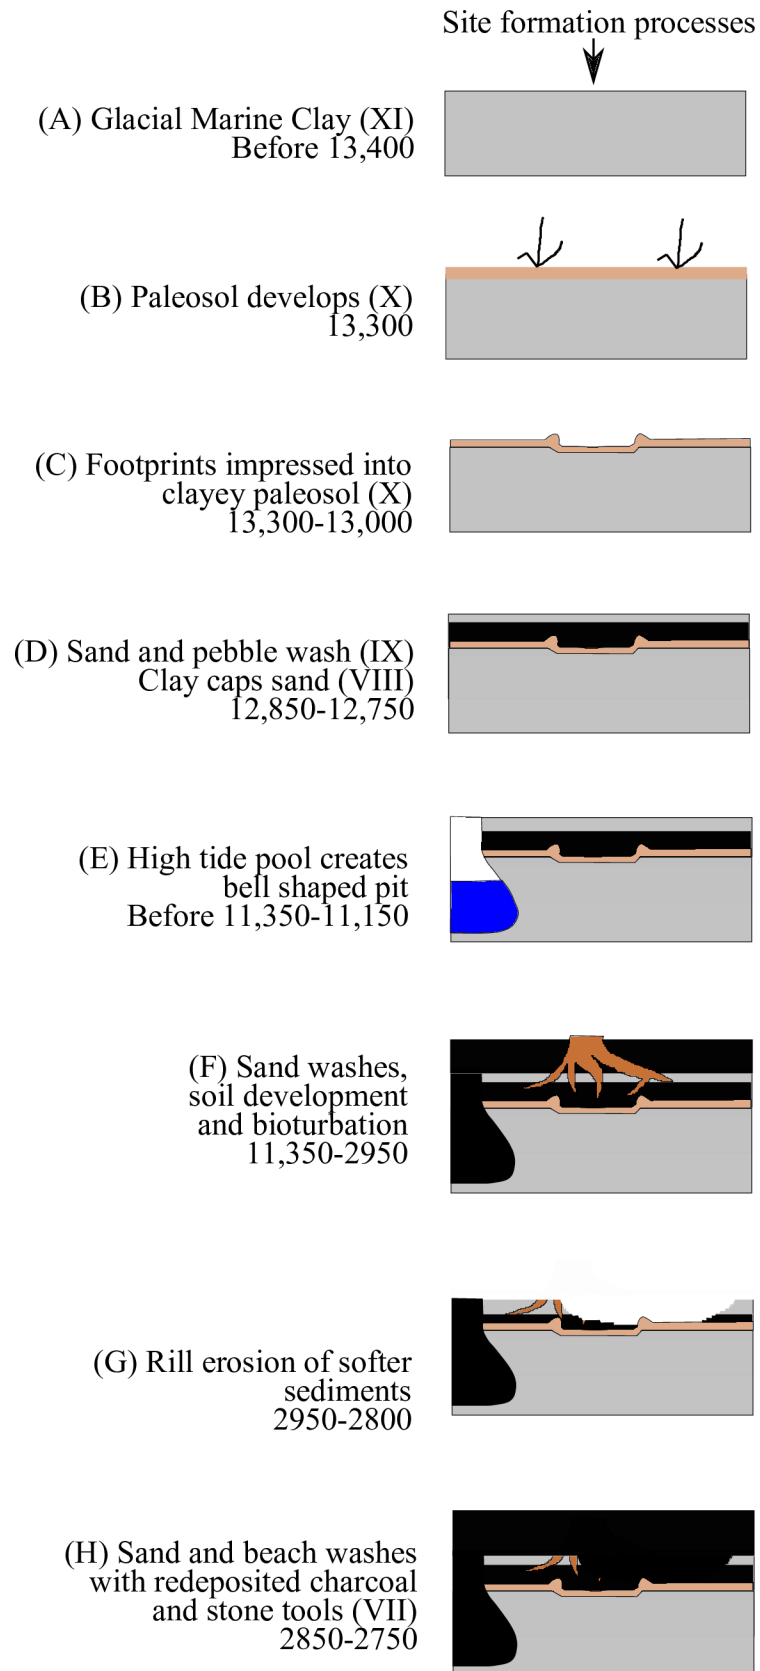 Site formation processes
(A) Glacial Marine Clay (XI)
Before 13,400
(B) Paleosol develops (X)
13,300
(C) Footprints impressed into
clayey paleosol (X)
13,300-13,000
(D) Sand and pebble wash (IX)
Clay caps sand (VIII)
12,850-12,750
(E) High tide pool creates
bell shaped pit
Before 11,350-11,150
(F) Sand washes,
soil development
and bioturbation
11,350-2950
(G) Rill erosion of softer
sediments
2950-2800
(H) Sand and beach washes
with redeposited charcoal
and stone tools (VII)
2850-2750